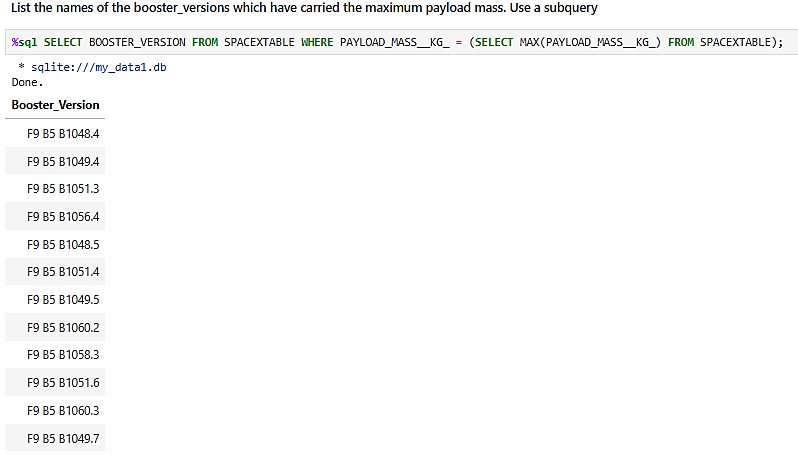 List the names of the booster_versions which have carried the maximum payload mass. Use a subquery
%sql SELECT BOOSTER_VERSION FROM SPACEXTABLE WHERE PAYLOAD_MASS__KG_ = (SELECT MAX(PAYLOAD_MASS__KG_) FROM SPACEXTABLE);
* sqlite:///my_data1.db
Done.
Booster_Version
F9 B5 B1048.4
F9 B5 B1049.4
F9 B5 B1051.3
F9 B5 B1056.4
F9 B5 B1048.5
F9 B5 B1051.4
F9 B5 B1049.5
F9 B5 B1060.2
F9 B5 B1058.3
F9 B5 B1051.6
F9 B5 B1060.3
F9 B5 B1049.7